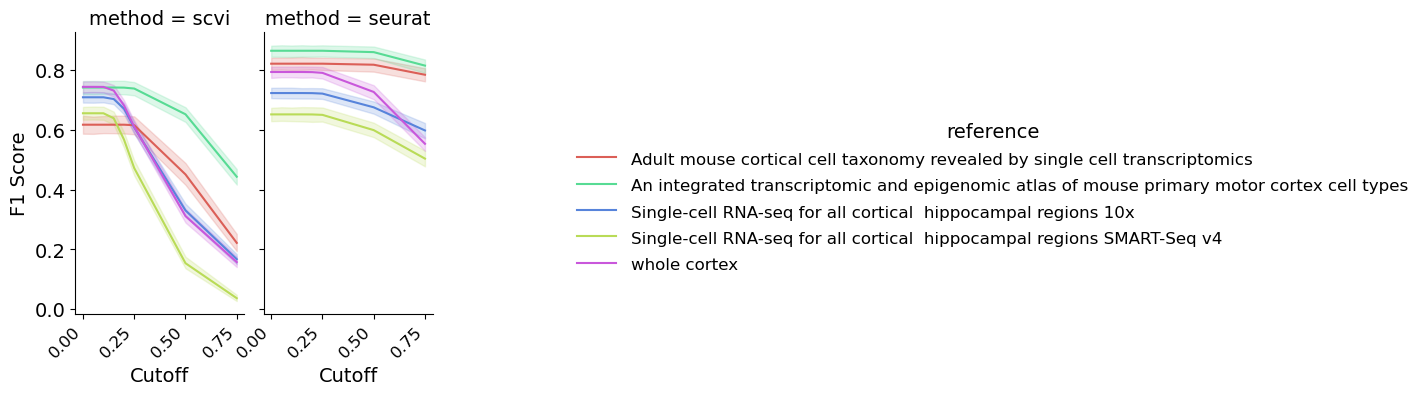 method = scvi
method = seurat
F1 Score
0.8
0.6
0.4
0.2
0.0
0.00
0.25
0.50
0.75
Cutoff
0.00
0.25
0.50
0.75
Cutoff
reference
Adult mouse cortical cell taxonomy revealed by single cell transcriptomics
An integrated transcriptomic and epigenomic atlas of mouse primary motor cortex cell types
Single-cell RNA-seq for all cortical  hippocampal regions 10x
Single-cell RNA-seq for all cortical  hippocampal regions SMART-Seq v4
whole cortex